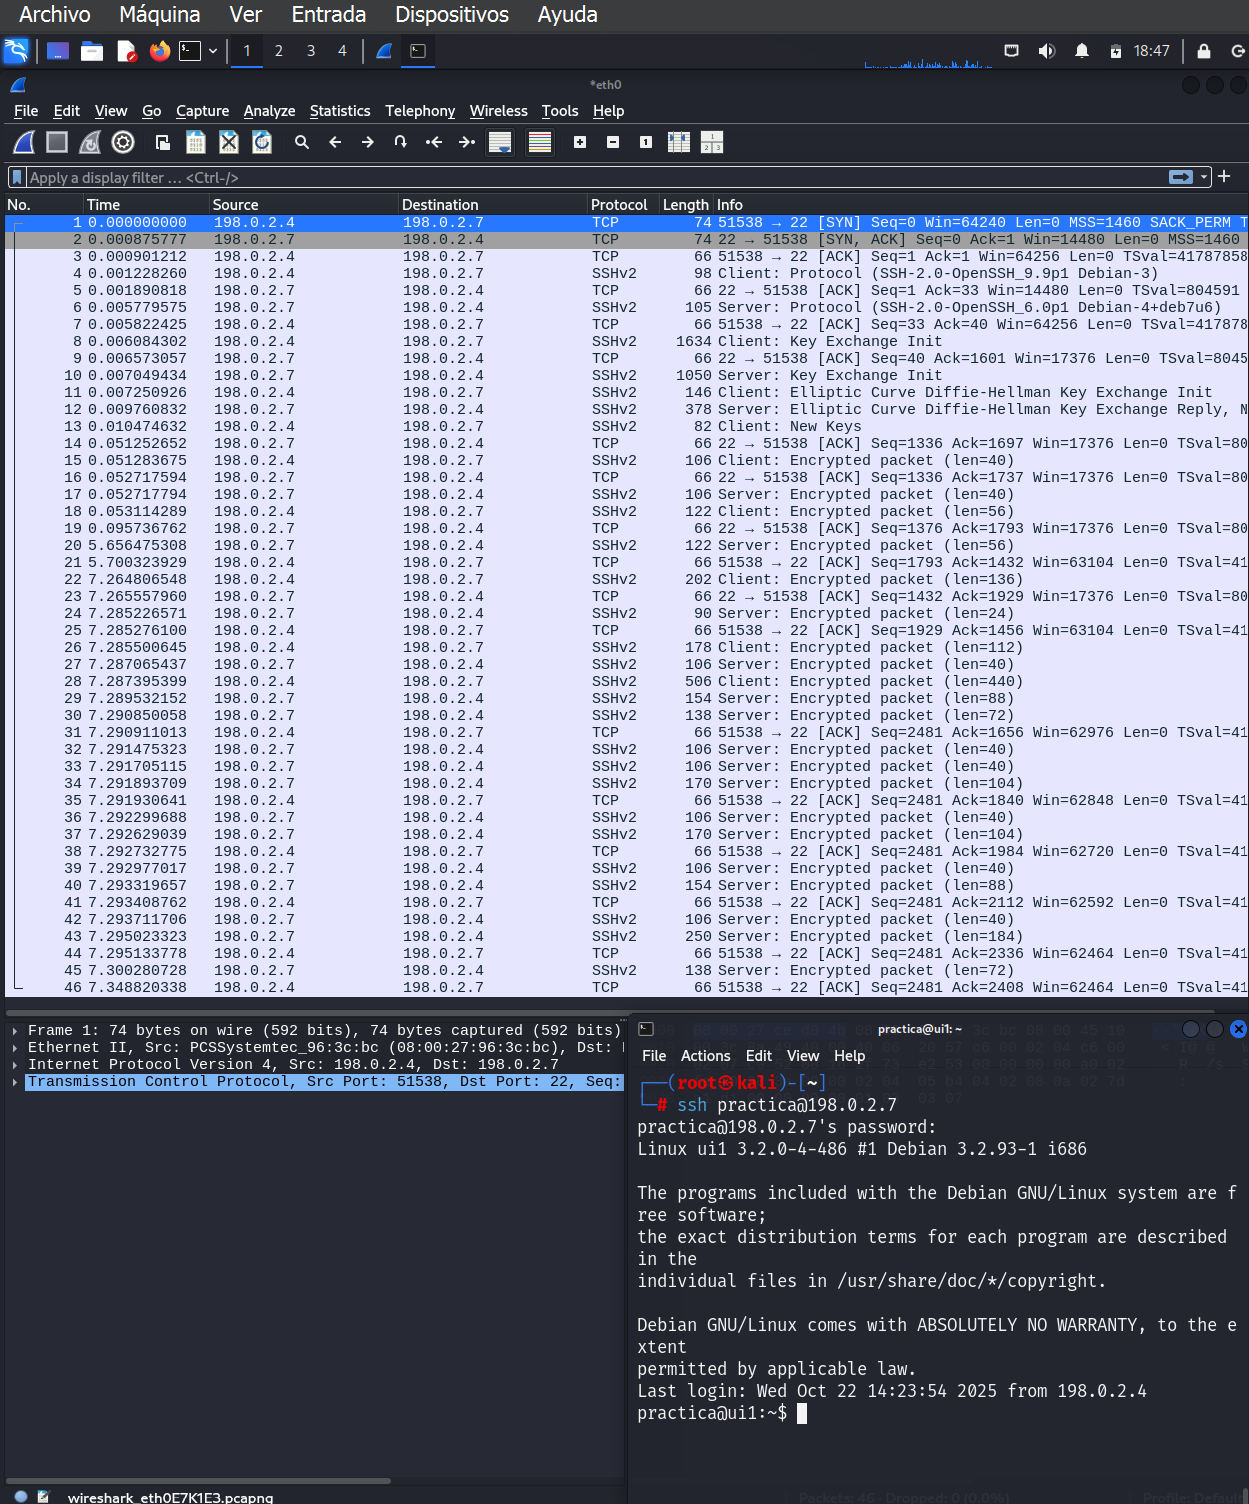 Archivo Máquina Ver Entrada Dispositivos Ayuda
1 2 3 4 18:47
*eth0
File Edit View Go Capture Analyze Statistics Telephony Wireless Tools Help
Apply a display filter ... <Ctrl-/>
No. Time Source Destination Protocol Length Info
1 0.000000000 198.0.2.4 198.0.2.7 TCP 74 51538 → 22 [SYN] Seq=0 Win=64240 Len=0 MSS=1460 SACK_PERM T
2 0.000875777 198.0.2.7 198.0.2.4 TCP 74 22 → 51538 [SYN, ACK] Seq=0 Ack=1 Win=14480 Len=0 MSS=1460
3 0.000901212 198.0.2.4 198.0.2.7 TCP 66 51538 → 22 [ACK] Seq=1 Ack=1 Win=64256 Len=0 TSval=41787858
4 0.001228260 198.0.2.4 198.0.2.7 SSHv2 98 Client: Protocol (SSH-2.0-OpenSSH_9.9p1 Debian-3)
5 0.001890818 198.0.2.7 198.0.2.4 TCP 66 22 → 51538 [ACK] Seq=1 Ack=33 Win=14480 Len=0 TSval=804591
6 0.005779575 198.0.2.7 198.0.2.4 SSHv2 105 Server: Protocol (SSH-2.0-OpenSSH_6.0p1 Debian-4+deb7u6)
7 0.005822425 198.0.2.4 198.0.2.7 TCP 66 51538 → 22 [ACK] Seq=33 Ack=40 Win=64256 Len=0 TSval=417878
8 0.006084302 198.0.2.4 198.0.2.7 SSHv2 1634 Client: Key Exchange Init
9 0.006573057 198.0.2.7 198.0.2.4 TCP 66 22 → 51538 [ACK] Seq=40 Ack=1601 Win=17376 Len=0 TSval=8045
10 0.007049434 198.0.2.7 198.0.2.4 SSHv2 1050 Server: Key Exchange Init
11 0.007250926 198.0.2.4 198.0.2.7 SSHv2 146 Client: Elliptic Curve Diffie-Hellman Key Exchange Init
12 0.009760832 198.0.2.7 198.0.2.4 SSHv2 378 Server: Elliptic Curve Diffie-Hellman Key Exchange Reply, N
13 0.010474632 198.0.2.4 198.0.2.7 SSHv2 82 Client: New Keys
14 0.051252652 198.0.2.7 198.0.2.4 TCP 66 22 → 51538 [ACK] Seq=1336 Ack=1697 Win=17376 Len=0 TSval=80
15 0.051283675 198.0.2.4 198.0.2.7 SSHv2 106 Client: Encrypted packet (len=40)
16 0.052717594 198.0.2.7 198.0.2.4 TCP 66 22 → 51538 [ACK] Seq=1336 Ack=1737 Win=17376 Len=0 TSval=80
17 0.052717794 198.0.2.7 198.0.2.4 SSHv2 106 Server: Encrypted packet (len=40)
18 0.053114289 198.0.2.4 198.0.2.7 SSHv2 122 Client: Encrypted packet (len=56)
19 0.095736762 198.0.2.7 198.0.2.4 TCP 66 22 → 51538 [ACK] Seq=1376 Ack=1793 Win=17376 Len=0 TSval=80
20 5.656475308 198.0.2.7 198.0.2.4 SSHv2 122 Server: Encrypted packet (len=56)
21 5.700323929 198.0.2.4 198.0.2.7 TCP 66 51538 → 22 [ACK] Seq=1793 Ack=1432 Win=63104 Len=0 TSval=41
22 7.264806548 198.0.2.4 198.0.2.7 SSHv2 202 Client: Encrypted packet (len=136)
23 7.265557960 198.0.2.7 198.0.2.4 TCP 66 22 → 51538 [ACK] Seq=1432 Ack=1929 Win=17376 Len=0 TSval=80
24 7.285226571 198.0.2.7 198.0.2.4 SSHv2 90 Server: Encrypted packet (len=24)
25 7.285276100 198.0.2.4 198.0.2.7 TCP 66 51538 → 22 [ACK] Seq=1929 Ack=1456 Win=63104 Len=0 TSval=41
26 7.285500645 198.0.2.4 198.0.2.7 SSHv2 178 Client: Encrypted packet (len=112)
27 7.287065437 198.0.2.7 198.0.2.4 SSHv2 106 Server: Encrypted packet (len=40)
28 7.287395399 198.0.2.4 198.0.2.7 SSHv2 506 Client: Encrypted packet (len=440)
29 7.289532152 198.0.2.7 198.0.2.4 SSHv2 154 Server: Encrypted packet (len=88)
30 7.290850058 198.0.2.7 198.0.2.4 SSHv2 138 Server: Encrypted packet (len=72)
31 7.290911013 198.0.2.4 198.0.2.7 TCP 66 51538 → 22 [ACK] Seq=2481 Ack=1656 Win=62976 Len=0 TSval=41
32 7.291475323 198.0.2.7 198.0.2.4 SSHv2 106 Server: Encrypted packet (len=40)
33 7.291705115 198.0.2.7 198.0.2.4 SSHv2 106 Server: Encrypted packet (len=40)
34 7.291893709 198.0.2.7 198.0.2.4 SSHv2 170 Server: Encrypted packet (len=104)
35 7.291930641 198.0.2.4 198.0.2.7 TCP 66 51538 → 22 [ACK] Seq=2481 Ack=1840 Win=62848 Len=0 TSval=41
36 7.292299688 198.0.2.7 198.0.2.4 SSHv2 106 Server: Encrypted packet (len=40)
37 7.292629039 198.0.2.7 198.0.2.4 SSHv2 170 Server: Encrypted packet (len=104)
38 7.292732775 198.0.2.4 198.0.2.7 TCP 66 51538 → 22 [ACK] Seq=2481 Ack=1984 Win=62720 Len=0 TSval=41
39 7.292977017 198.0.2.7 198.0.2.4 SSHv2 106 Server: Encrypted packet (len=40)
40 7.293319657 198.0.2.7 198.0.2.4 SSHv2 154 Server: Encrypted packet (len=88)
41 7.293408762 198.0.2.4 198.0.2.7 TCP 66 51538 → 22 [ACK] Seq=2481 Ack=2112 Win=62592 Len=0 TSval=41
42 7.293711706 198.0.2.7 198.0.2.4 SSHv2 106 Server: Encrypted packet (len=40)
43 7.295023323 198.0.2.7 198.0.2.4 SSHv2 250 Server: Encrypted packet (len=184)
44 7.295133778 198.0.2.4 198.0.2.7 TCP 66 51538 → 22 [ACK] Seq=2481 Ack=2336 Win=62464 Len=0 TSval=41
45 7.300280728 198.0.2.7 198.0.2.4 SSHv2 138 Server: Encrypted packet (len=72)
46 7.348820338 198.0.2.4 198.0.2.7 TCP 66 51538 → 22 [ACK] Seq=2481 Ack=2408 Win=62464 Len=0 TSval=41
Frame 1: 74 bytes on wire (592 bits), 74 bytes captured (592 bits)
Ethernet II, Src: PCSSystemtec_96:3c:bc (08:00:27:96:3c:bc), Dst:
Internet Protocol Version 4, Src: 198.0.2.4, Dst: 198.0.2.7
Transmission Control Protocol, Src Port: 51538, Dst Port: 22, Seq:
practica@ui1: ~
File Actions Edit View Help
(root㉿kali)-[~]
# ssh practica@198.0.2.7
practica@198.0.2.7's password:
Linux ui1 3.2.0-4-486 #1 Debian 3.2.93-1 i686
The programs included with the Debian GNU/Linux system are f
ree software;
the exact distribution terms for each program are described
in the
individual files in /usr/share/doc/*/copyright.
Debian GNU/Linux comes with ABSOLUTELY NO WARRANTY, to the e
xtent
permitted by applicable law.
Last login: Wed Oct 22 14:23:54 2025 from 198.0.2.4
practica@ui1:~$
wireshark_eth0E7K1E3.pcapng
Packets: 46 · Dropped: 0 (0.0%)
Profile: Default